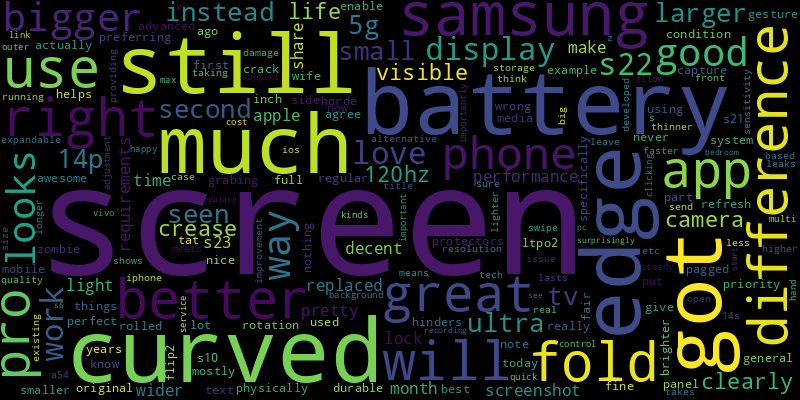 bigger
instead
life
enable
samsung
larger
gesture
link
advanced
outer
actually
preferring
ago
share
5g
small
display
make
s22
good
condition
use
still
first
taking
damage
crack
support
wife
visible
example
capture
front
difference
running
helps
providing
max
storage
think
z
follow
expandable
right
second
inch
apple
side
horde
now
agree
battery
wrong
media
big
developed
using
thinner
s
s21
never
system
sensitivity
cost
happy
adjustment
much
ios
alternative
importantly
leave
faster
based
leaks
bedroom
14p
awesome
requirements
time
case
grabing
full
love
regular
120hz
phone
performance
title
sure
specifically
clicking
app
part
refresh
send
multi
looks
longer
size
vivo
galaxy
seen
kinds
important
lighter
swipe
pc
surprisingly
camera
less
higher
screen
edge
got
crease
way
nothing
decent
ltpo2
etc
zombie
tat
s23
improvement
protectors
resolution
issue
steady
put
pagged
priority
start
mobile
shows
meets
nice
iphone
means
tech
lasts
open
hand
quality
pro
work
light
better
replaced
background
great
see
real
tv
fair
give
brighter
existing
a54
things
perfect
rolled
service
lot
rotation
pretty
used
lock
hinders
recording
ultra
note
really
control
14s
years
know
curved
flip2
s10
mostly
will
today
quick
fold
general
smaller
original
wider
text
physically
durable
month
best
screenshot
fine
panel
takes
clearly